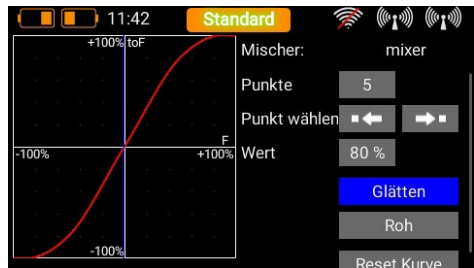 11:42 Standard
+100% toF
Mischer: mixer
Punkte 5
Punkt wählen
F
-100% +100%
Wert 80 %
Glätten
Roh
-100%
Reset Kurve